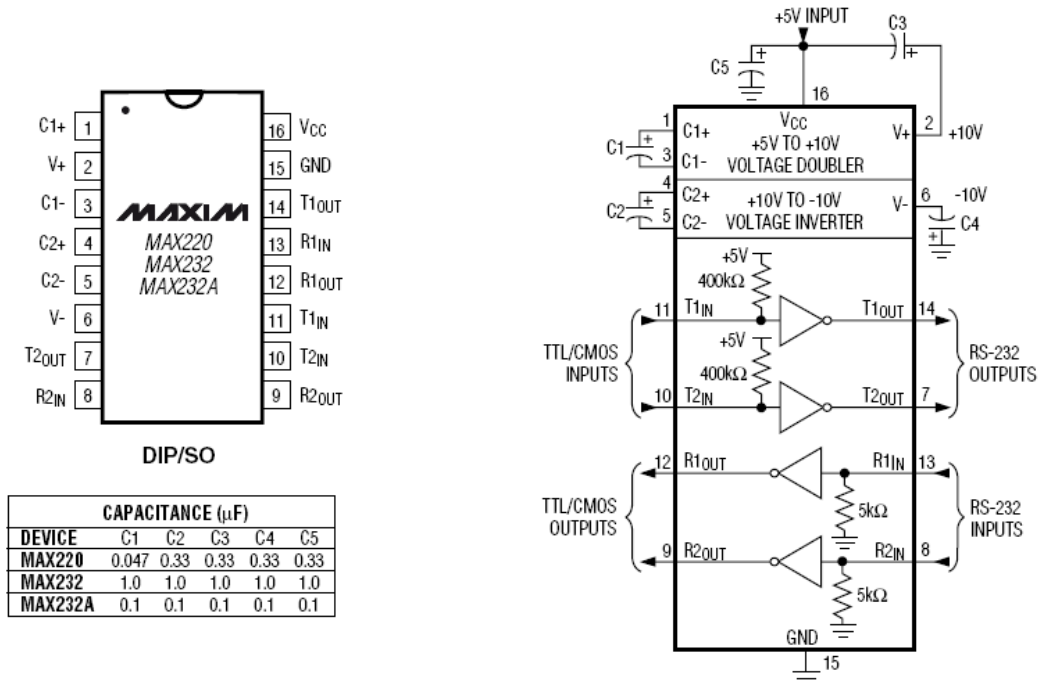 C1+ 1
V+ 2
C1- 3
C2+ 4
C2- 5
V- 6
T2OUT 7
R2IN 8
16 VCC
15 GND
14 T1OUT
13 R1IN
12 R1OUT
11 T1IN
10 T2IN
9 R2OUT
MAXIM
MAX220
MAX232
MAX232A
DIP/SO
CAPACITANCE (μF)
DEVICE C1 C2 C3 C4 C5
MAX220 0.047 0.33 0.33 0.33 0.33
MAX232 1.0 1.0 1.0 1.0 1.0
MAX232A 0.1 0.1 0.1 0.1 0.1
+5V INPUT
C3
+
C5
+
16
VCC
1
C1+
C1
+
3
C1-
+5V TO +10V
VOLTAGE DOUBLER
V+
2
+10V
4
C2+
C2
+
5
C2-
+10V TO -10V
VOLTAGE INVERTER
V-
6
-10V
C4
+
+5V
400kΩ
11 T1IN
T1OUT 14
+5V
400kΩ
TTL/CMOS
INPUTS
RS-232
OUTPUTS
10 T2IN
T2OUT 7
12 R1OUT
R1IN 13
5kΩ
TTL/CMOS
OUTPUTS
RS-232
INPUTS
9 R2OUT
R2IN 8
5kΩ
GND
15